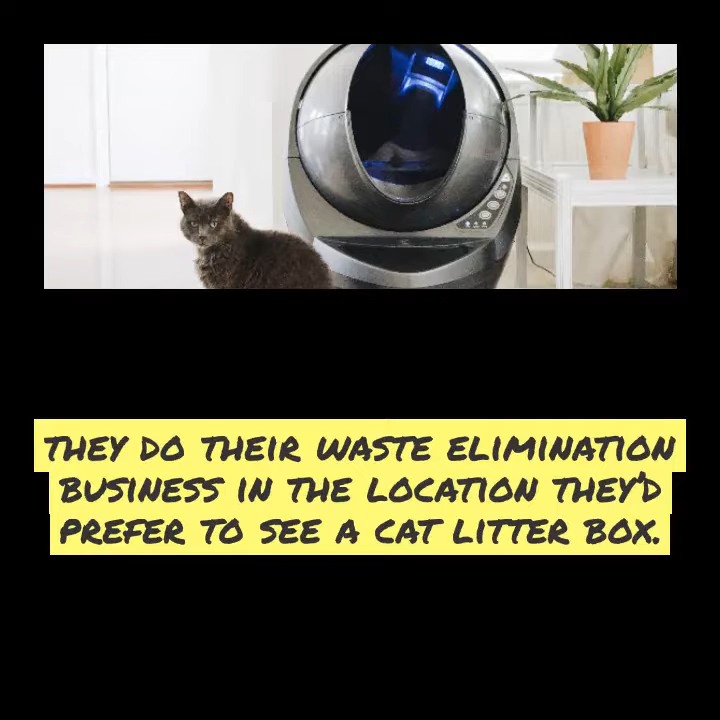 THEY DO THEIR WASTE ELIMINATION
BUSINESS IN THE LOCATION THEY'D
PREFER TO SEE A CAT LITTER BOX.